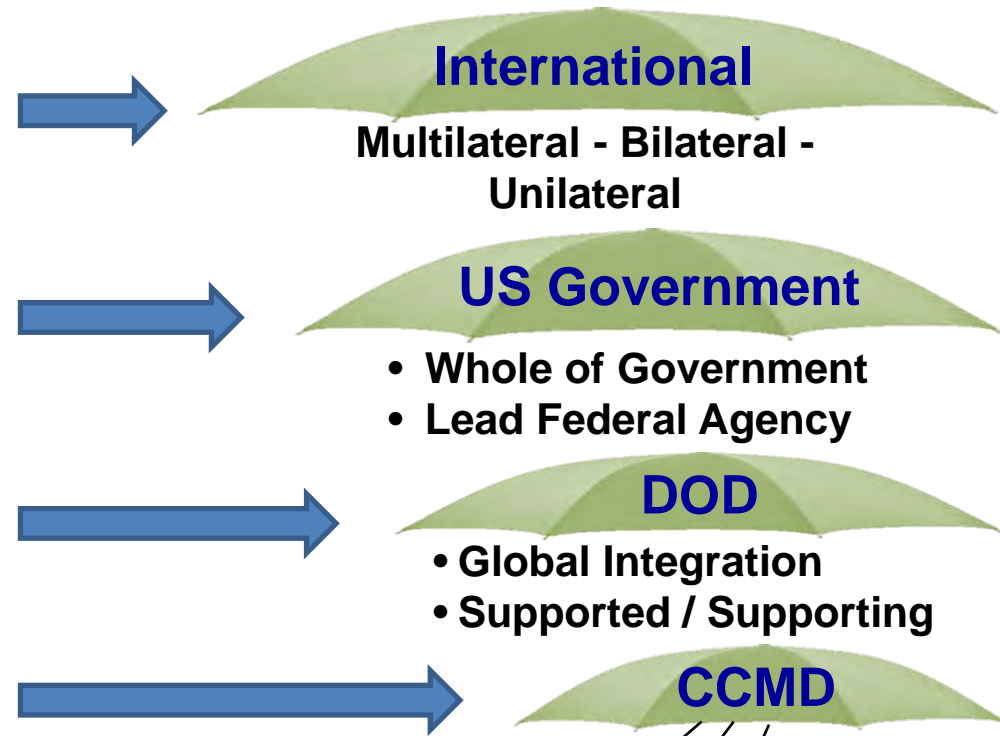 International
Multilateral - Bilateral -
Unilateral
US Government
• Whole of Government
• Lead Federal Agency
DOD
• Global Integration
• Supported / Supporting
CCMD